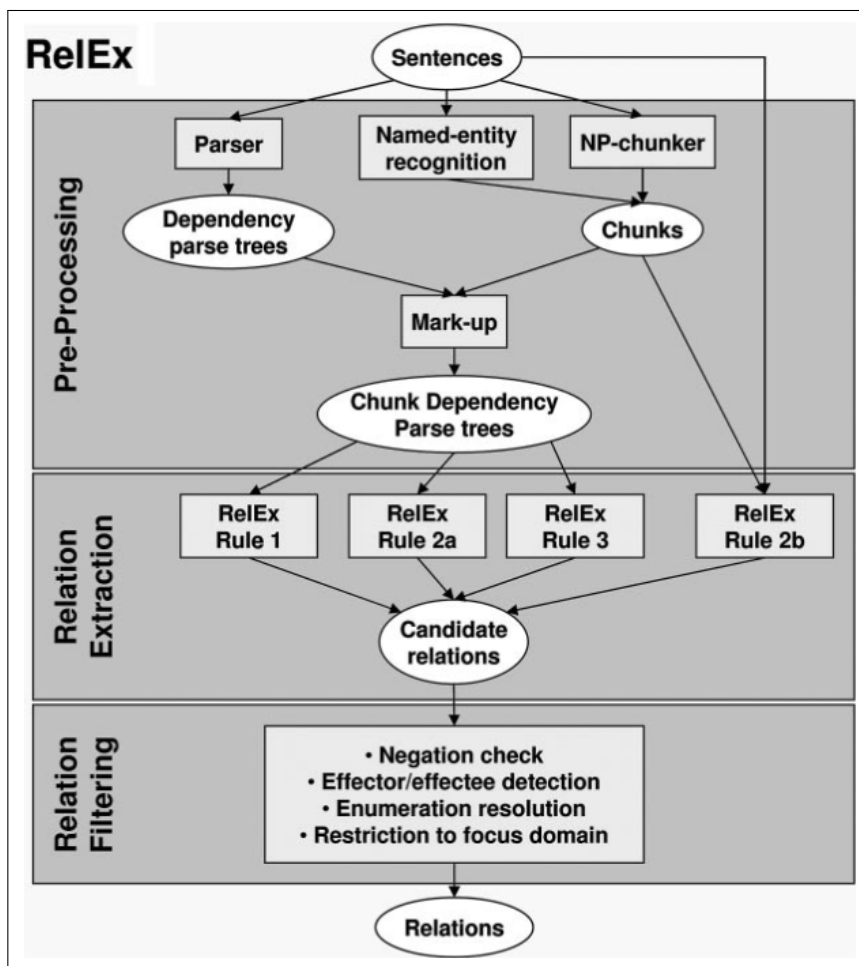 RelEx
Sentences
Pre-Processing
Parser
Named-entity
recognition
NP-chunker
Dependency
parse trees
Chunks
Mark-up
Chunk Dependency
Parse trees
Relation
Extraction
RelEx
Rule 1
RelEx
Rule 2a
RelEx
Rule 3
RelEx
Rule 2b
Candidate
relations
Relation
Filtering
• Negation check
• Effector/effectee detection
• Enumeration resolution
• Restriction to focus domain
Relations